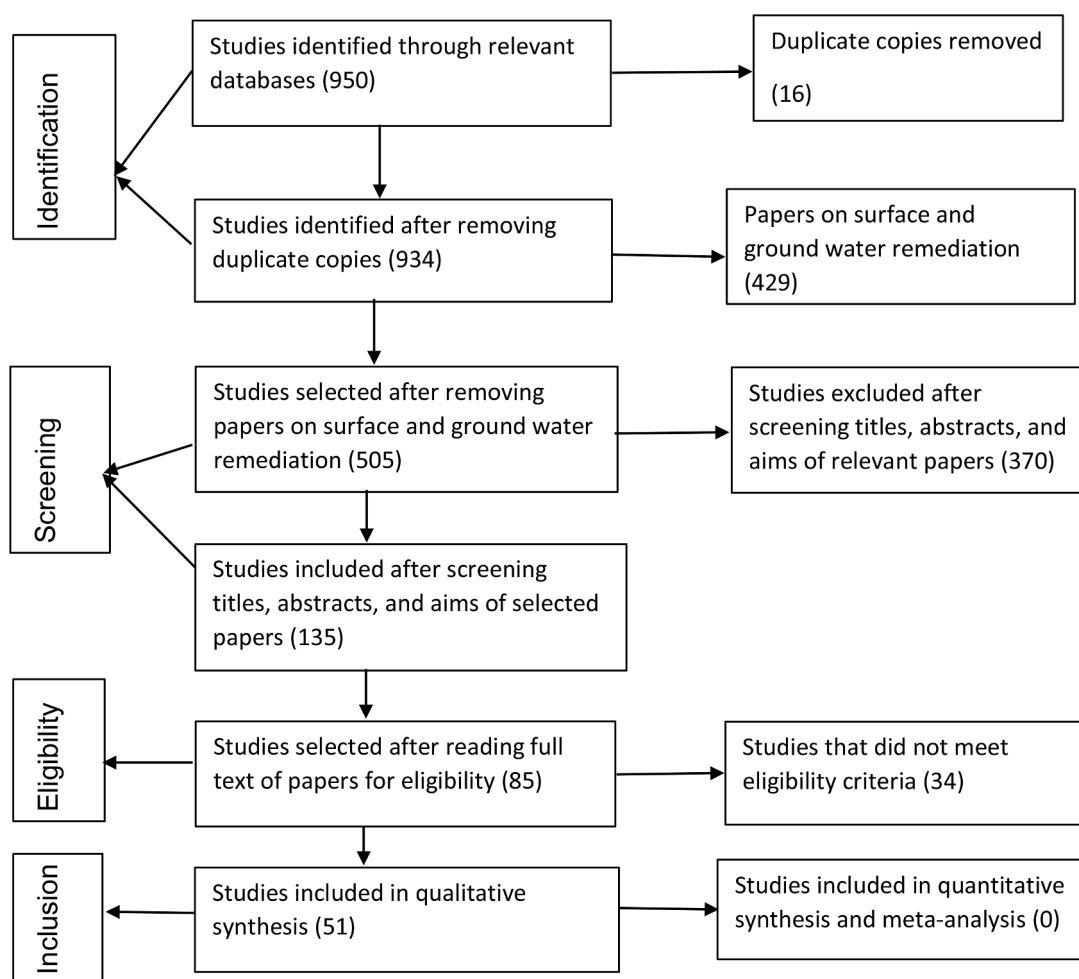 Identification
Studies identified through relevant
databases (950)
Duplicate copies removed
(16)
Studies identified after removing
duplicate copies (934)
Papers on surface and
ground water remediation
(429)
Screening
Studies selected after removing
papers on surface and ground water
remediation (505)
Studies excluded after
screening titles, abstracts, and
aims of relevant papers (370)
Studies included after screening
titles, abstracts, and aims of selected
papers (135)
Eligibility
Studies selected after reading full
text of papers for eligibility (85)
Studies that did not meet
eligibility criteria (34)
Inclusion
Studies included in qualitative
synthesis (51)
Studies included in quantitative
synthesis and meta-analysis (0)